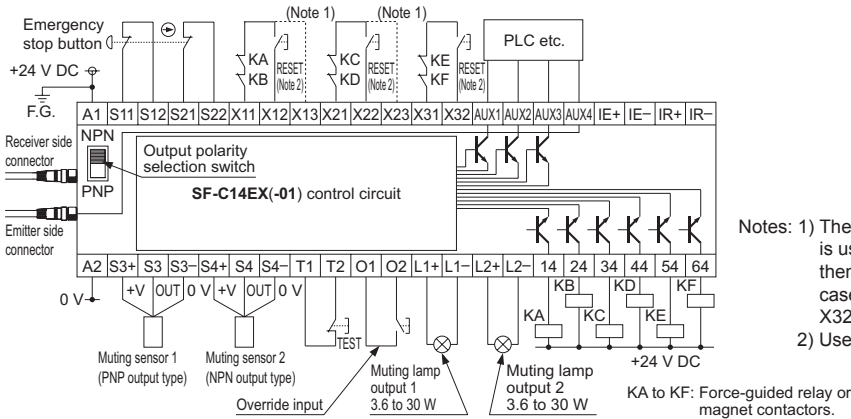 (Note 1)
(Note 1)
Emergency
stop button
+24 V DC
F.G.
KA
KB
RESET
(Note 2)
KC
KD
RESET
(Note 2)
KE
KF
RESET
(Note 2)
PLC etc.
A1 S11 S12 S21 S22 X11 X12 X13 X21 X22 X23 X31 X32 AUX1 AUX2 AUX3 AUX4 IE+ IE− IR+ IR−
Receiver side
connector
NPN
PNP
Output polarity
selection switch
SF-C14EX(-01) control circuit
Emitter side
connector
A2 S3+ S3 S3− S4+ S4 S4− T1 T2 O1 O2 L1+ L1− L2+ L2− 14 24 34 44 54 64
0 V
+V OUT 0 V +V OUT 0 V
Muting sensor 1
(PNP output type)
Muting sensor 2
(NPN output type)
TEST
Override input
Muting lamp
output 1
3.6 to 30 W
Muting lamp
output 2
3.6 to 30 W
KB KD KF
KA KC KE
+24 V DC
KA to KF: Force-guided relay or
magnet contactors.
Notes: 1) The
is us
then
case
X32
2) Use